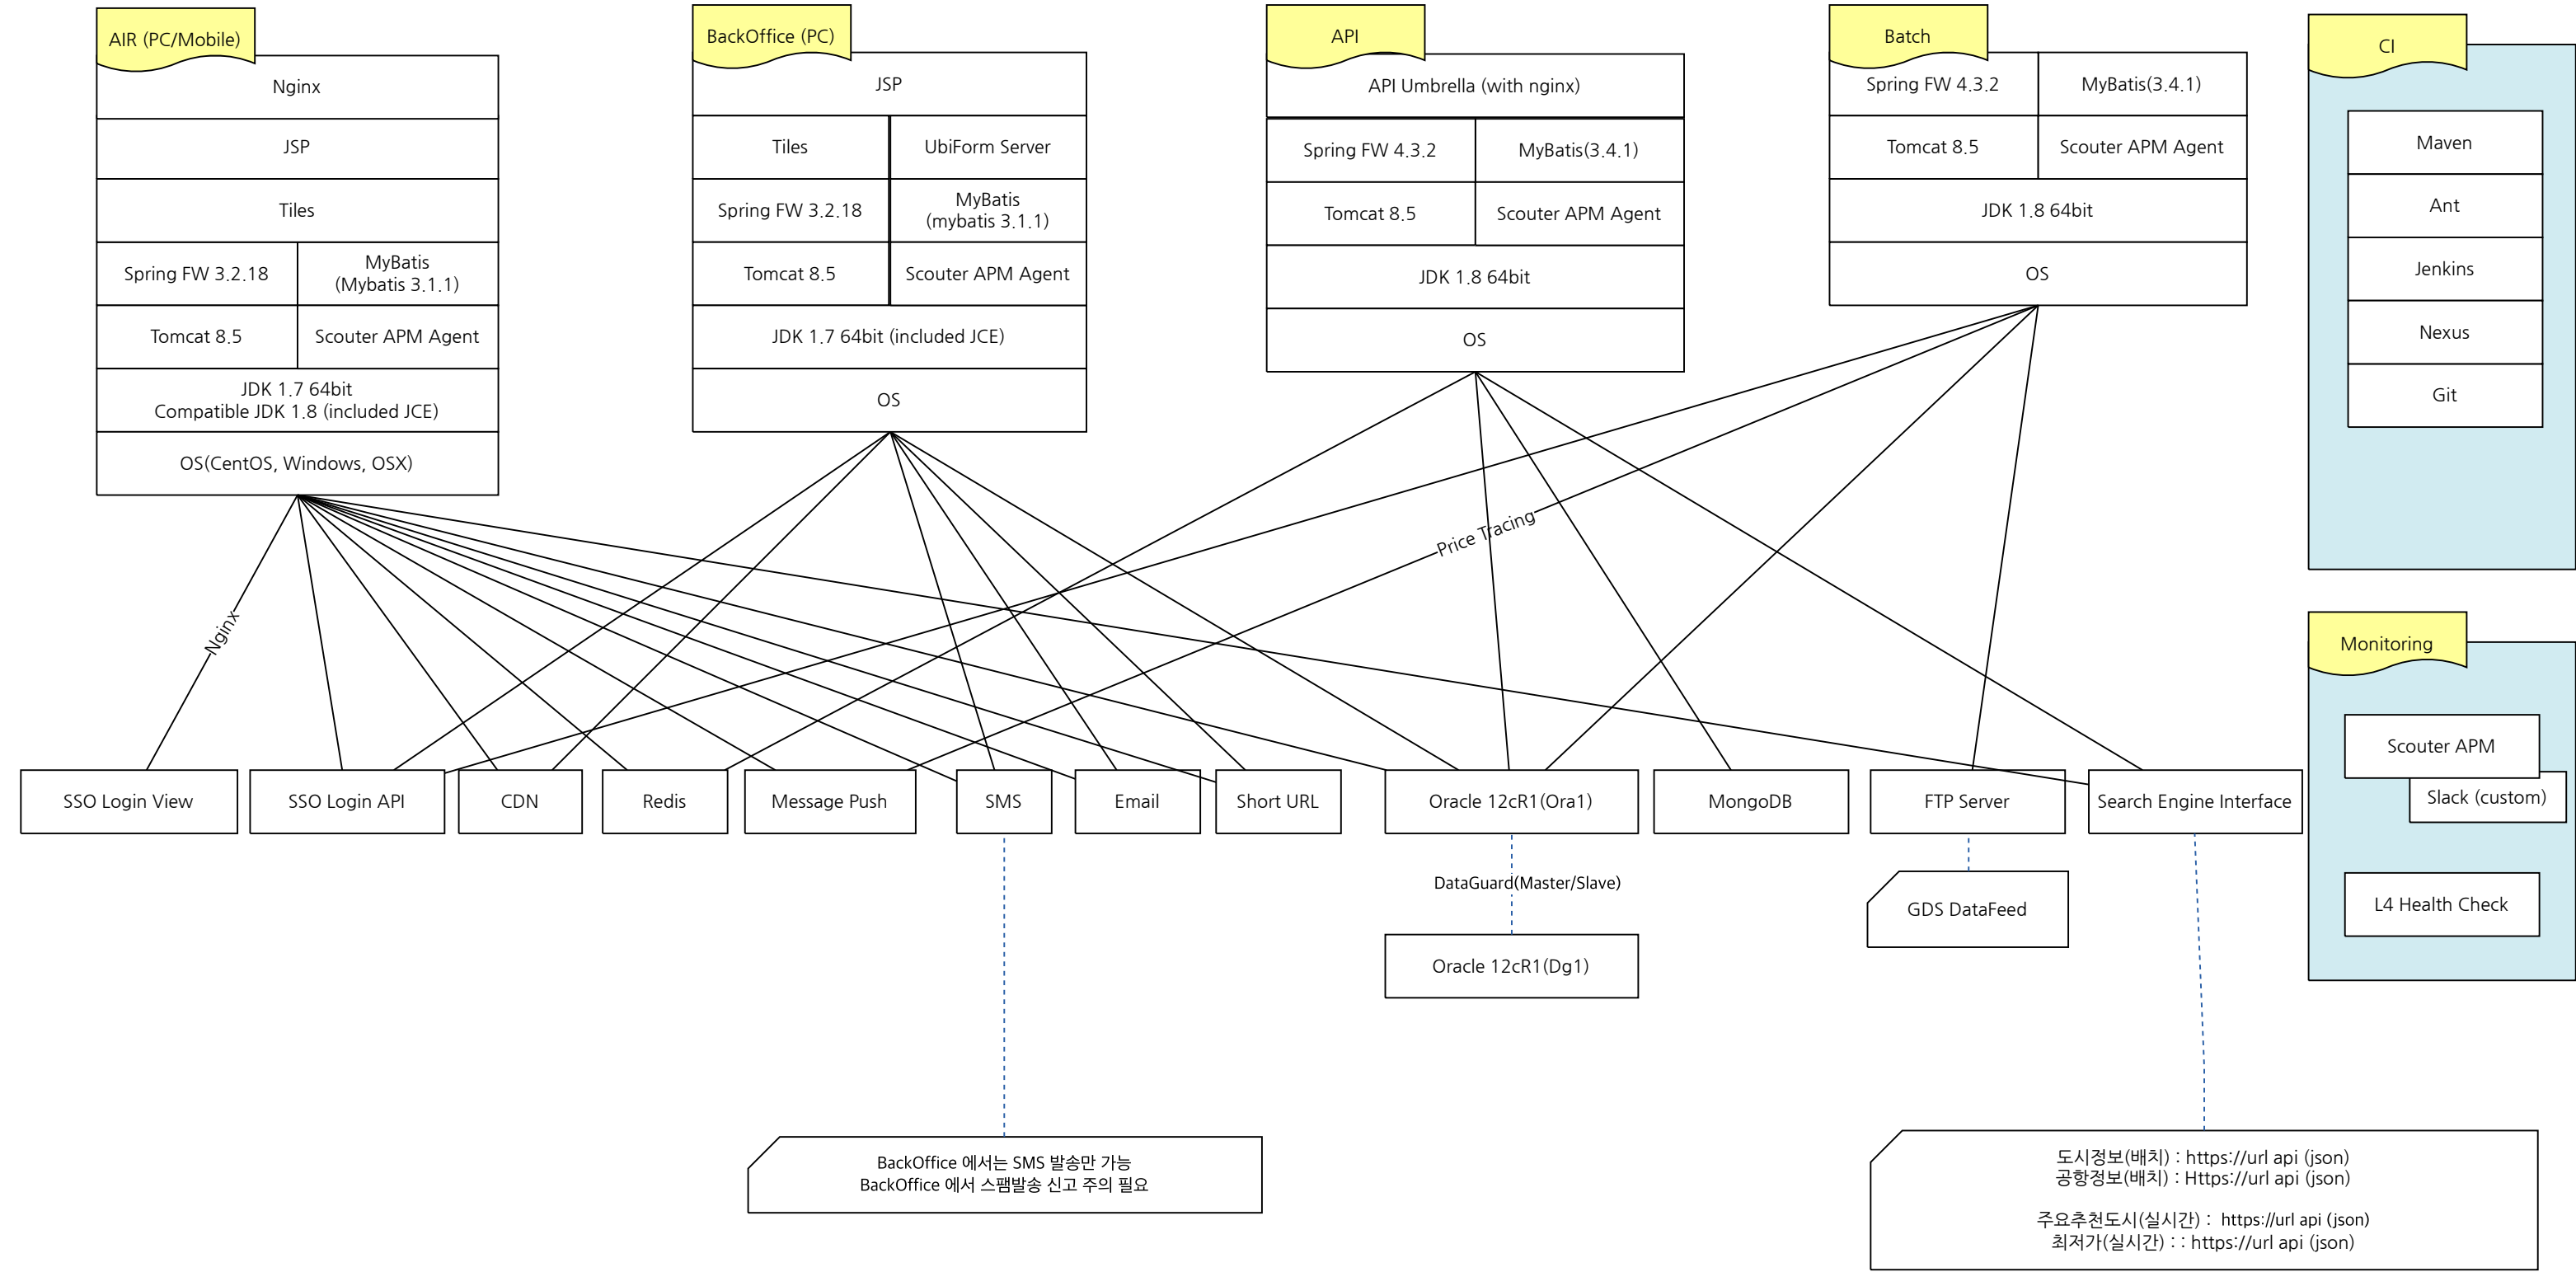 AIR (PC/Mobile)
Nginx
JSP
Tiles
Spring FW 3.2.18
MyBatis
(Mybatis 3.1.1)
Tomcat 8.5
Scouter APM Agent
JDK 1.7 64bit
Compatible JDK 1.8 (included JCE)
OS(CentOS, Windows, OSX)
BackOffice (PC)
JSP
Tiles
UbiForm Server
Spring FW 3.2.18
MyBatis
(mybatis 3.1.1)
Tomcat 8.5
Scouter APM Agent
JDK 1.7 64bit (included JCE)
OS
API
API Umbrella (with nginx)
Spring FW 4.3.2
MyBatis(3.4.1)
Tomcat 8.5
Scouter APM Agent
JDK 1.8 64bit
OS
Batch
Spring FW 4.3.2
MyBatis(3.4.1)
Tomcat 8.5
Scouter APM Agent
JDK 1.8 64bit
OS
CI
Maven
Ant
Jenkins
Nexus
Git
Price Tracing
Nginx
Monitoring
Scouter APM
Slack (custom)
L4 Health Check
SSO Login View
SSO Login API
CDN
Redis
Message Push
SMS
Email
Short URL
Oracle 12cR1(Ora1)
MongoDB
FTP Server
Search Engine Interface
DataGuard(Master/Slave)
GDS DataFeed
Oracle 12cR1(Dg1)
BackOffice 에서는 SMS 발송만 가능
BackOffice 에서 스팸발송 신고 주의 필요
도시정보(배치) : https://url api (json)
공항정보(배치) : Https://url api (json)
주요추천도시(실시간) :  https://url api (json)
최저가(실시간) : : https://url api (json)